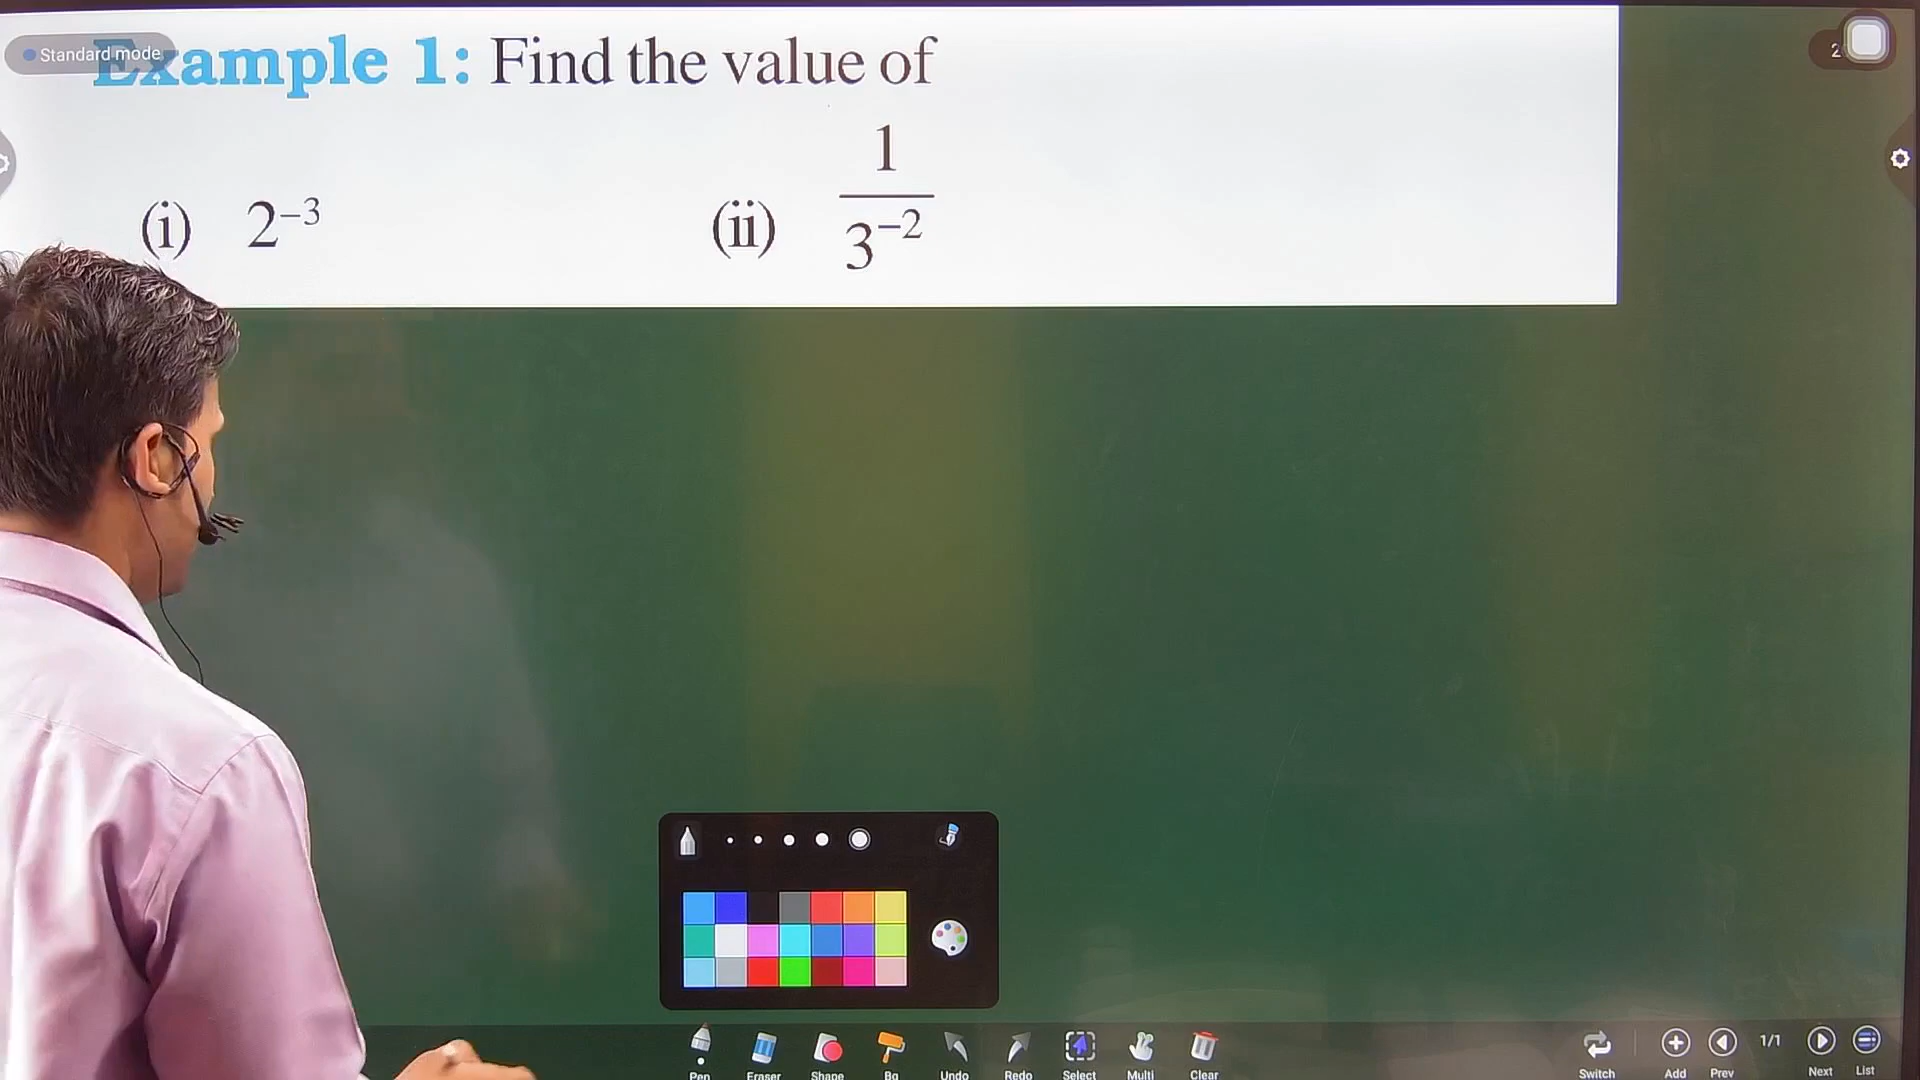 Standard mode
Example 1: Find the value of
(i) 2⁻³ (ii) 1/3⁻²
Pen Eraser Shape Bg Undo Redo Select Multi Clear Switch Add Prev 1/1 Next List